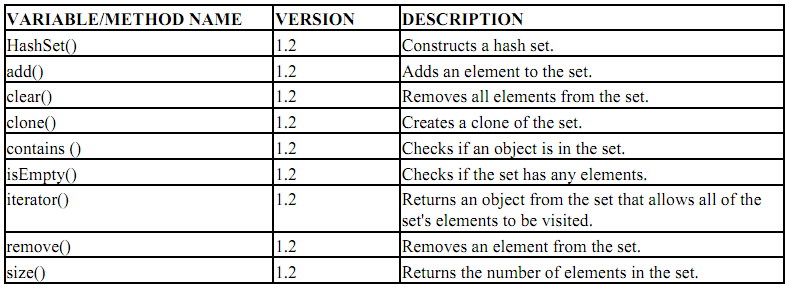 VARIABLE/METHOD NAME VERSION DESCRIPTION
HashSet() 1.2 Constructs a hash set.
add() 1.2 Adds an element to the set.
clear() 1.2 Removes all elements from the set.
clone() 1.2 Creates a clone of the set.
contains () 1.2 Checks if an object is in the set.
isEmpty() 1.2 Checks if the set has any elements.
iterator() 1.2 Returns an object from the set that allows all of the
set's elements to be visited.
remove() 1.2 Removes an element from the set.
size() 1.2 Returns the number of elements in the set.